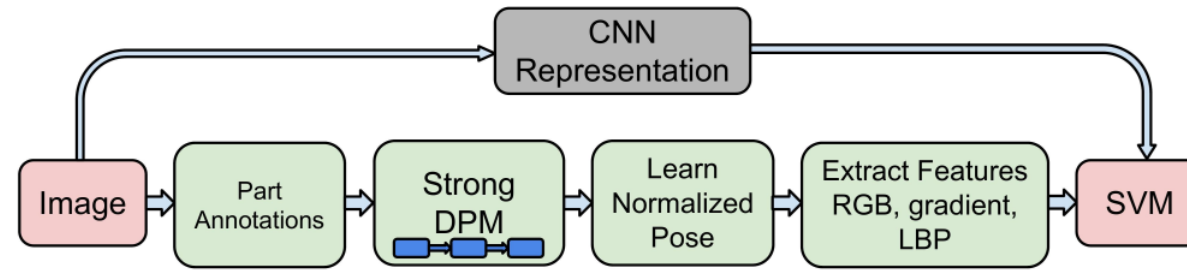 CNN
Representation
Image
Part
Annotations
Strong
DPM
Learn
Normalized
Pose
Extract Features
RGB, gradient,
LBP
SVM